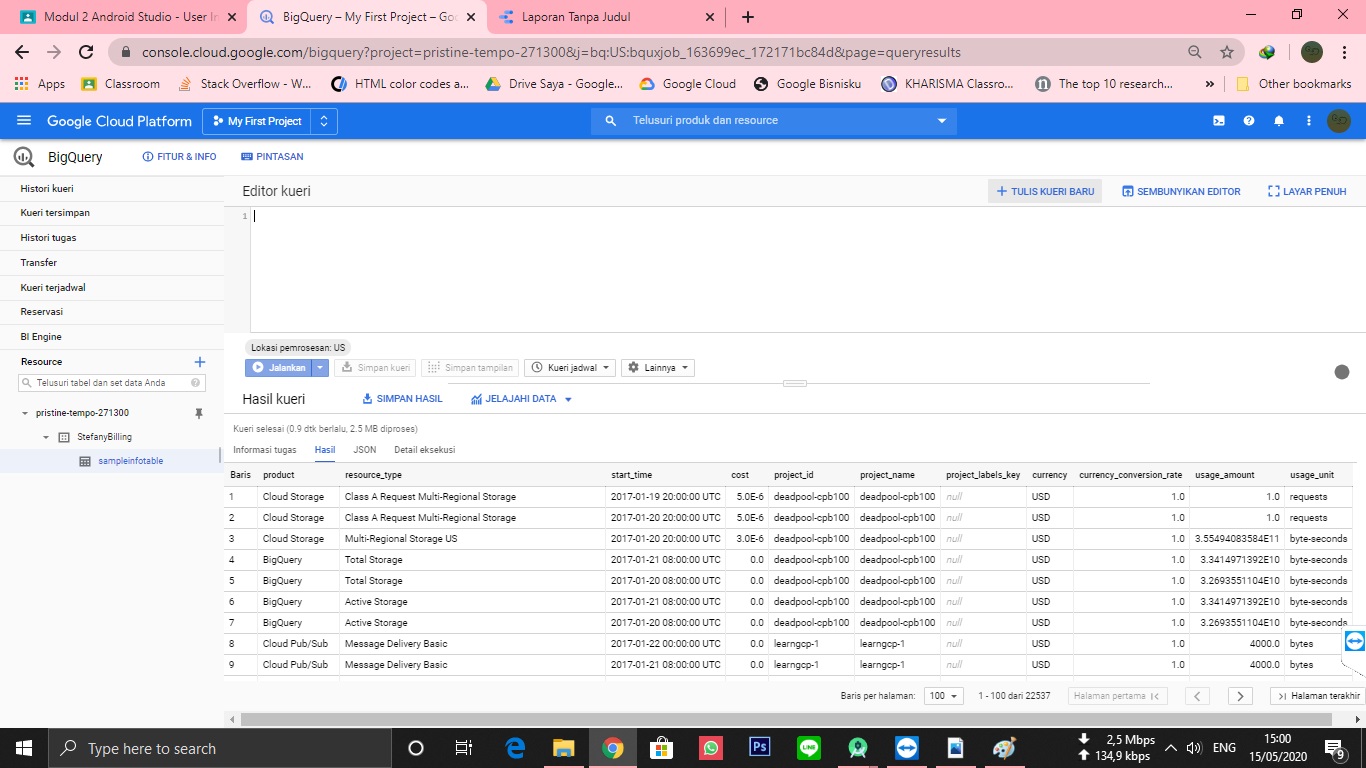 Modul 2 Android Studio - User In
BigQuery – My First Project – Goo
Laporan Tanpa Judul
console.cloud.google.com/bigquery?project=pristine-tempo-271300&j=bq:US:bquxjob_163699ec_172171bc84d&page=queryresults
Apps Classroom Stack Overflow - W... HTML color codes a... Drive Saya - Google... Google Cloud Google Bisnisku KHARISMA Classro... The top 10 research... » Other bookmarks
Google Cloud Platform My First Project Telusuri produk dan resource
BigQuery FITUR & INFO PINTASAN
Histori kueri
Kueri tersimpan
Histori tugas
Transfer
Kueri terjadwal
Reservasi
BI Engine
Resource
Telusuri tabel dan set data Anda
pristine-tempo-271300
StefanyBilling
sampleinfotable
Editor kueri TULIS KUERI BARU SEMBUNYIKAN EDITOR LAYAR PENUH
1
Lokasi pemrosesan: US
Jalankan Simpan kueri Simpan tampilan Kueri jadwal Lainnya
Hasil kueri SIMPAN HASIL JELAJAHI DATA
Kueri selesai (0.9 dtk berlalu, 2.5 MB diproses)
Informasi tugas Hasil JSON Detail eksekusi
Baris product resource_type start_time cost project_id project_name project_labels_key currency currency_conversion_rate usage_amount usage_unit
1 Cloud Storage Class A Request Multi-Regional Storage 2017-01-19 20:00:00 UTC 5.0E-6 deadpool-cpb100 deadpool-cpb100 null USD 1.0 1.0 requests
2 Cloud Storage Class A Request Multi-Regional Storage 2017-01-20 20:00:00 UTC 5.0E-6 deadpool-cpb100 deadpool-cpb100 null USD 1.0 1.0 requests
3 Cloud Storage Multi-Regional Storage US 2017-01-20 20:00:00 UTC 3.0E-6 deadpool-cpb100 deadpool-cpb100 null USD 1.0 3.55494083584E11 byte-seconds
4 BigQuery Total Storage 2017-01-21 08:00:00 UTC 0.0 deadpool-cpb100 deadpool-cpb100 null USD 1.0 3.3414971392E10 byte-seconds
5 BigQuery Total Storage 2017-01-20 08:00:00 UTC 0.0 deadpool-cpb100 deadpool-cpb100 null USD 1.0 3.2693551104E10 byte-seconds
6 BigQuery Active Storage 2017-01-21 08:00:00 UTC 0.0 deadpool-cpb100 deadpool-cpb100 null USD 1.0 3.3414971392E10 byte-seconds
7 BigQuery Active Storage 2017-01-20 08:00:00 UTC 0.0 deadpool-cpb100 deadpool-cpb100 null USD 1.0 3.2693551104E10 byte-seconds
8 Cloud Pub/Sub Message Delivery Basic 2017-01-22 00:00:00 UTC 0.0 learngcp-1 learngcp-1 null USD 1.0 4000.0 bytes
9 Cloud Pub/Sub Message Delivery Basic 2017-01-21 08:00:00 UTC 0.0 learngcp-1 learngcp-1 null USD 1.0 4000.0 bytes
Baris per halaman: 100 1 - 100 dari 22537 Halaman pertama Halaman terakhir
Type here to search Ps LINE 2,5 Mbps ENG 15:00
134,9 kbps 15/05/2020 9